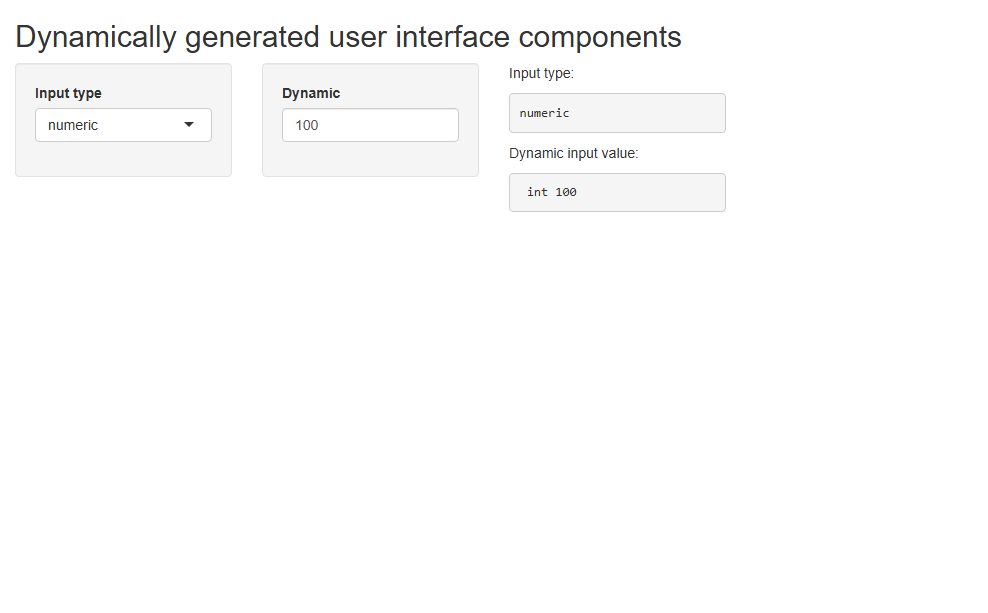 Dynamically generated user interface components
Input type
numeric
Dynamic
100
Input type:
numeric
Dynamic input value:
int 100